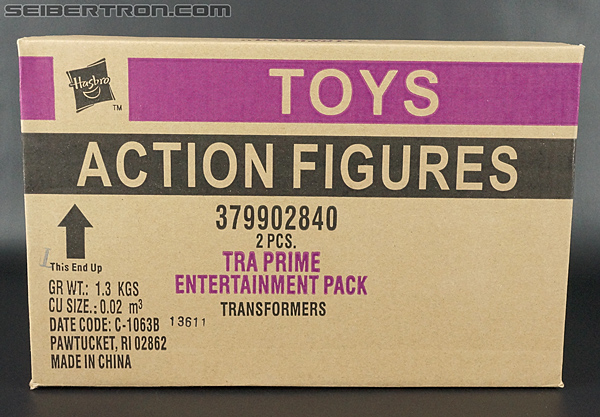 SEIBERTRON.COM
Hasbro
TM
TOYS
ACTION FIGURES
379902840
2 PCS.
TRA PRIME
ENTERTAINMENT PACK
TRANSFORMERS
This End Up
GR WT.: 1.3 KGS
CU SIZE.: 0.02 m³
DATE CODE: C-1063B 13611
PAWTUCKET, RI 02862
MADE IN CHINA